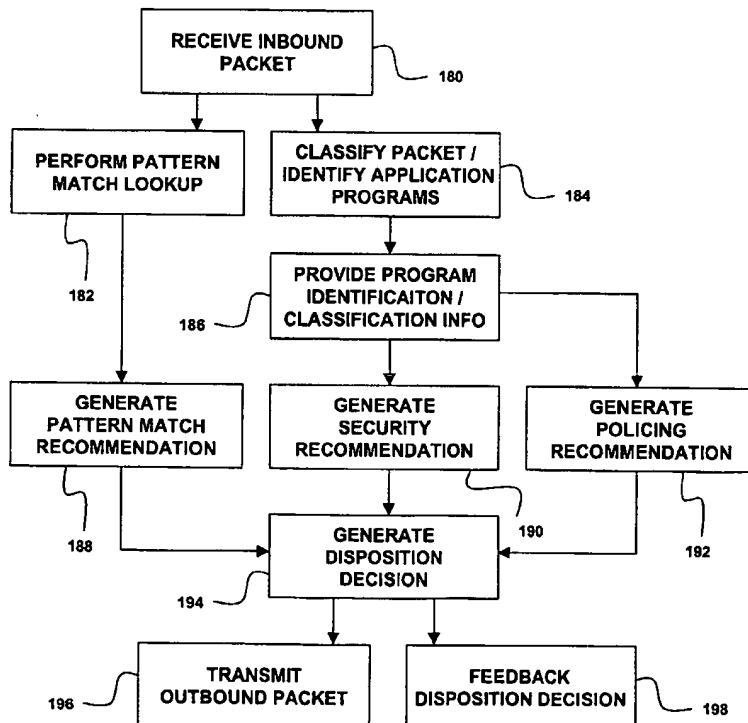 RECEIVE INBOUND
PACKET
180
PERFORM PATTERN
MATCH LOOKUP
182
CLASSIFY PACKET /
IDENTIFY APPLICATION
PROGRAMS
184
PROVIDE PROGRAM
IDENTIFICAITON /
CLASSIFICATION INFO
186
GENERATE
PATTERN MATCH
RECOMMENDATION
188
GENERATE
SECURITY
RECOMMENDATION
190
GENERATE
POLICING
RECOMMENDATION
192
GENERATE
DISPOSITION
DECISION
194
TRANSMIT
OUTBOUND PACKET
196
FEEDBACK
DISPOSITION DECISION
198